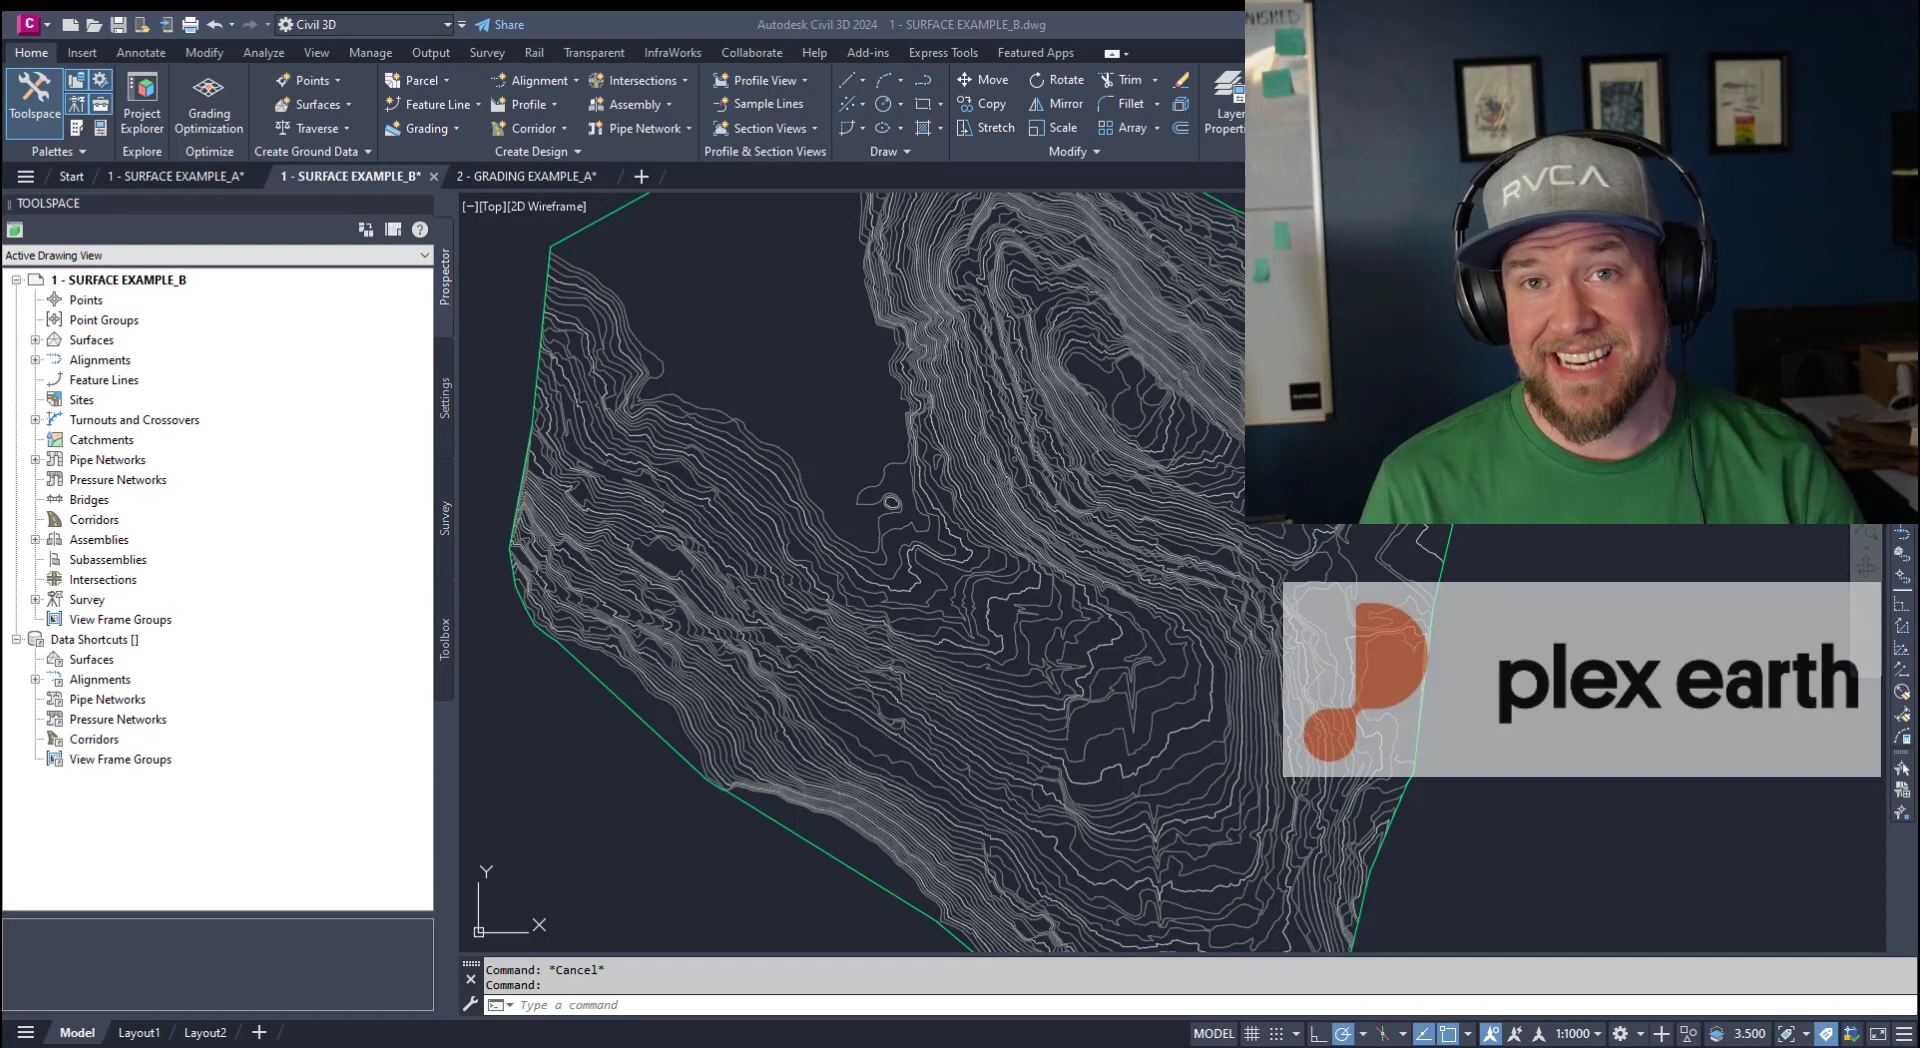 C
Civil 3D
Share
Autodesk Civil 3D 2024 1 - SURFACE EXAMPLE_B.dwg
Home Insert Annotate Modify Analyze View Manage Output Survey Rail Transparent InfraWorks Collaborate Help Add-ins Express Tools Featured Apps
Toolspace
Palettes
Project Explorer
Explore
Grading Optimization
Optimize
Points
Surfaces
Traverse
Create Ground Data
Parcel
Feature Line
Grading
Alignment
Profile
Corridor
Intersections
Assembly
Pipe Network
Create Design
Profile View
Sample Lines
Section Views
Profile & Section Views
Draw
Move Rotate Trim
Copy Mirror Fillet
Stretch Scale Array
Modify
Layer
Start 1 - SURFACE EXAMPLE_A* 1 - SURFACE EXAMPLE_B* 2 - GRADING EXAMPLE_A*
TOOLSPACE
Active Drawing View
1 - SURFACE EXAMPLE_B
Points
Point Groups
Surfaces
Alignments
Feature Lines
Sites
Turnouts and Crossovers
Catchments
Pipe Networks
Pressure Networks
Bridges
Corridors
Assemblies
Subassemblies
Intersections
Survey
View Frame Groups
Data Shortcuts []
Surfaces
Alignments
Pipe Networks
Pressure Networks
Corridors
View Frame Groups
Prospector
Settings
Survey
Toolbox
[−][Top][2D Wireframe]
Y
X
RVCA
plex earth
Command: *Cancel*
Command:
Type a command
Model Layout1 Layout2
MODEL 1:1000 3.500